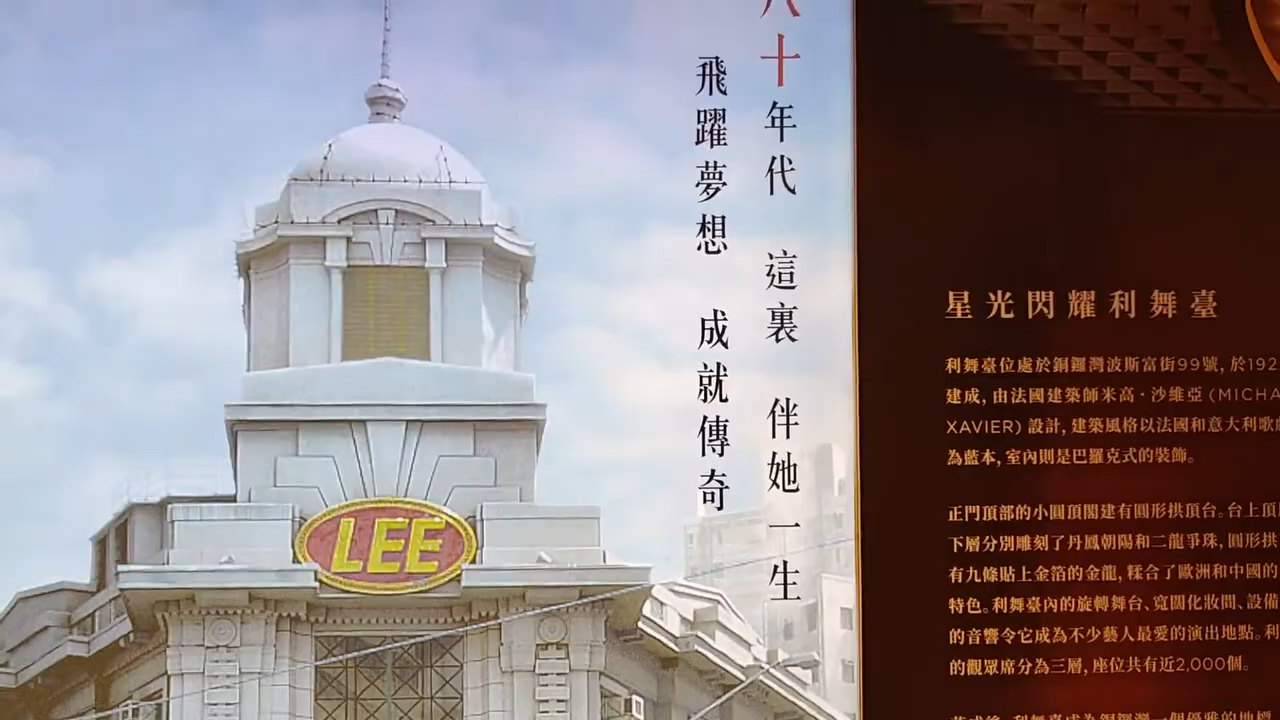 八十年代 這裏 伴她一生
飛躍夢想 成就傳奇
LEE
星光閃耀利舞臺
利舞臺位處於銅鑼灣波斯富街99號, 於192
建成, 由法國建築師米高·沙維亞 (MICHA
XAVIER) 設計, 建築風格以法國和意大利歌
為藍本, 室內則是巴羅克式的裝飾。
正門頂部的小圓頂閣建有圓形拱頂台。台上頂
下層分別雕刻了丹鳳朝陽和二龍爭珠, 圓形拱
有九條貼上金箔的金龍, 糅合了歐洲和中國的
特色。利舞臺內的旋轉舞台、寬闊化妝間、設備
的音響令它成為不少藝人最愛的演出地點。利
的觀眾席分為三層, 座位共有近2,000個。